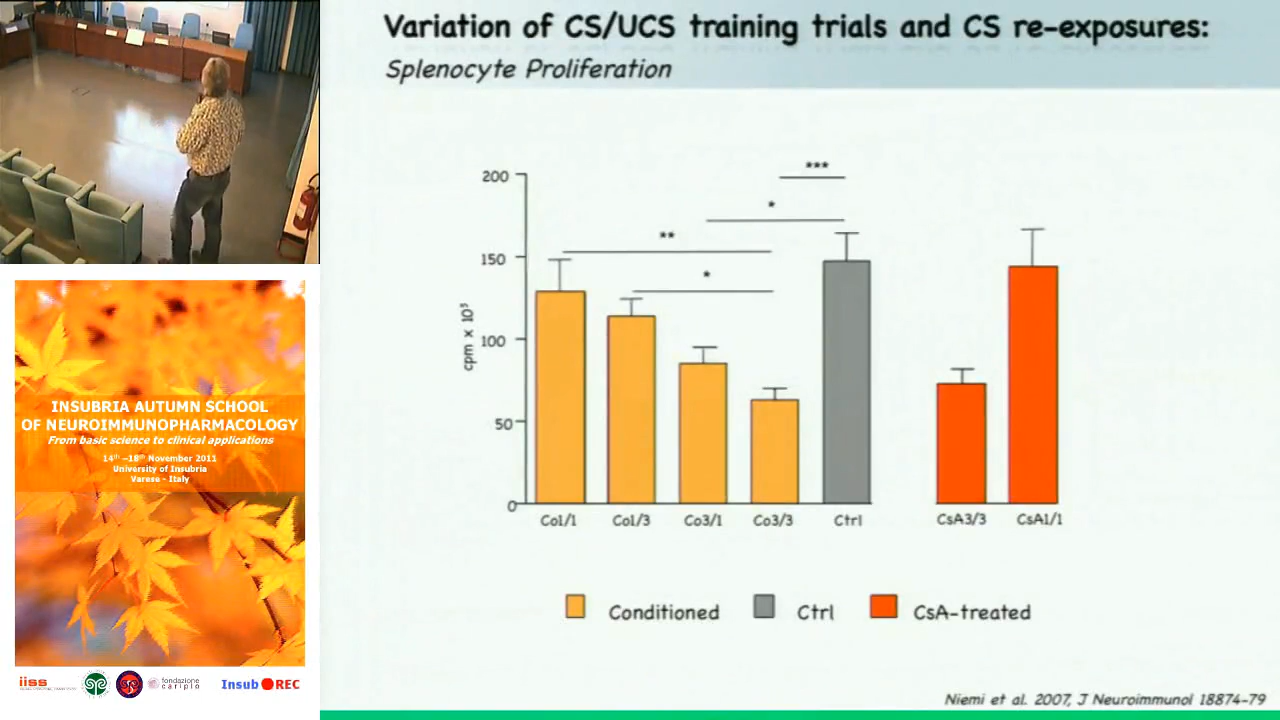 Variation of CS/UCS training trials and CS re-exposures:
Splenocyte Proliferation
200
150
100
50
0
cpm x 10³
***
*
**
*
Co1/1
Co1/3
Co3/1
Co3/3
Ctrl
CsA3/3
CsA1/1
Conditioned
Ctrl
CsA-treated
Niemi et al. 2007, J Neuroimmunol 18874-79
INSUBRIA AUTUMN SCHOOL
OF NEUROIMMUNOPHARMACOLOGY
From basic science to clinical applications
14th –18th November 2011
University of Insubria
Varese - Italy
iiss
fondazione
cariplo
Insub REC